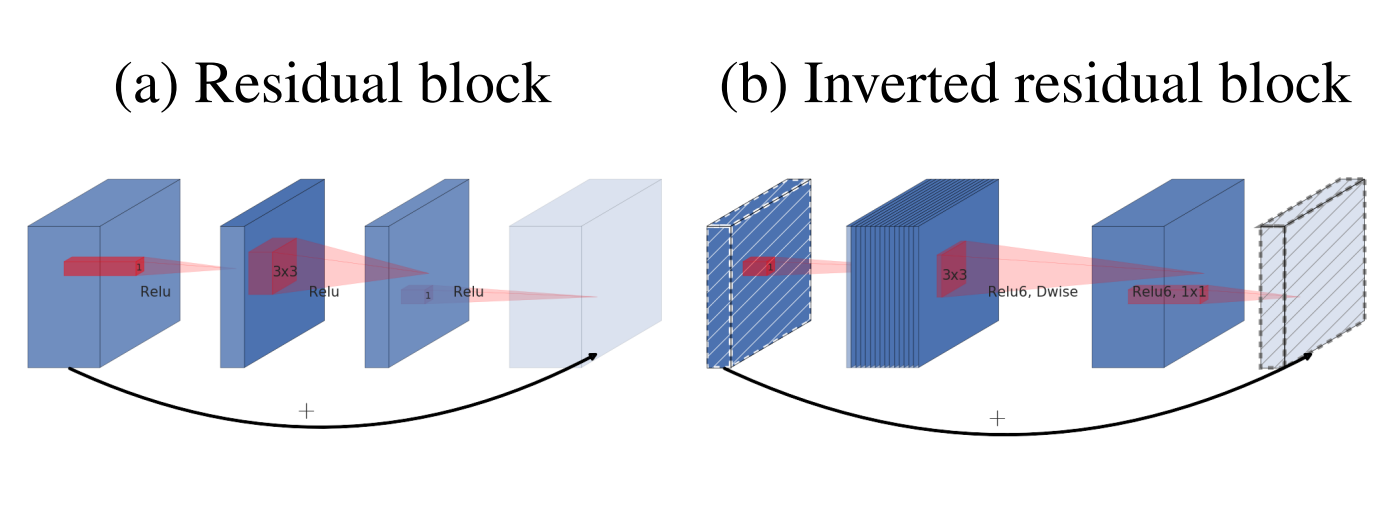 (a) Residual block
(b) Inverted residual block
1
Relu
3x3
Relu
1
Relu
+
1
3x3
Relu6, Dwise
Relu6, 1x1
+